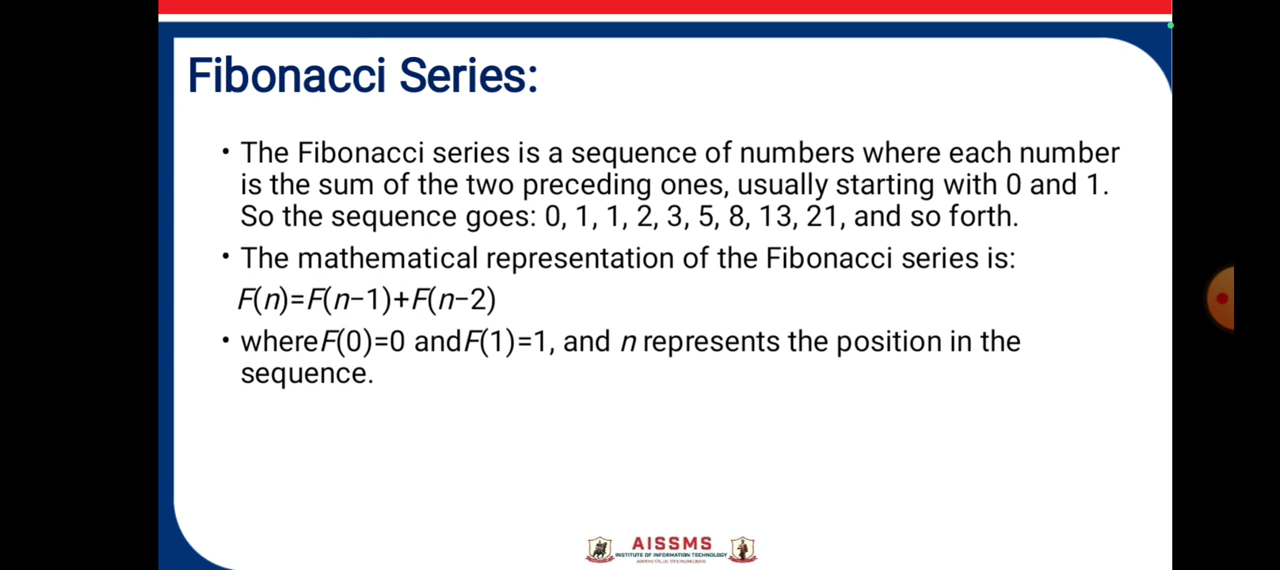 Fibonacci Series:
• The Fibonacci series is a sequence of numbers where each number
is the sum of the two preceding ones, usually starting with 0 and 1.
So the sequence goes: 0, 1, 1, 2, 3, 5, 8, 13, 21, and so forth.
• The mathematical representation of the Fibonacci series is:
F(n)=F(n−1)+F(n−2)
• where F(0)=0 and F(1)=1, and n represents the position in the
sequence.
AISSMS
INSTITUTE OF INFORMATION TECHNOLOGY